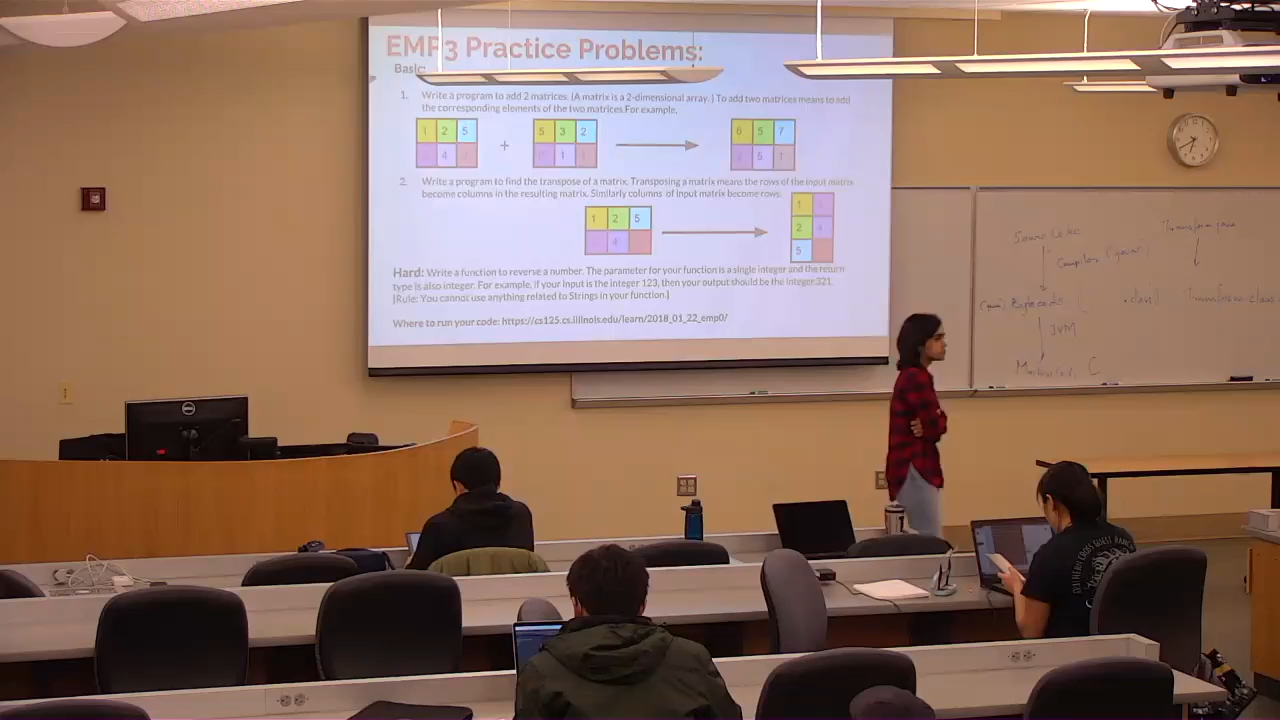 EMP3 Practice Problems:
Basic:
1. Write a program to add 2 matrices. (A matrix is a 2-dimensional array. ) To add two matrices means to add
the corresponding elements of the two matrices.For example,
1 2 5 + 5 3 2 6 5 7
4 1 5 1
2. Write a program to find the transpose of a matrix. Transposing a matrix means the rows of the input matrix
become columns in the resulting matrix. Similarly columns of input matrix become rows.
1 2 5 1
4 2 4
5
Hard: Write a function to reverse a number. The parameter for your function is a single integer and the return
type is also integer. For example, if your input is the integer 123, then your output should be the integer 321.
[Rule: You cannot use anything related to Strings in your function.]
Where to run your code: https://cs125.cs.illinois.edu/learn/2018_01_22_emp0/
Source Code
Compiler
Bytecode
.class)
JVM
DELL